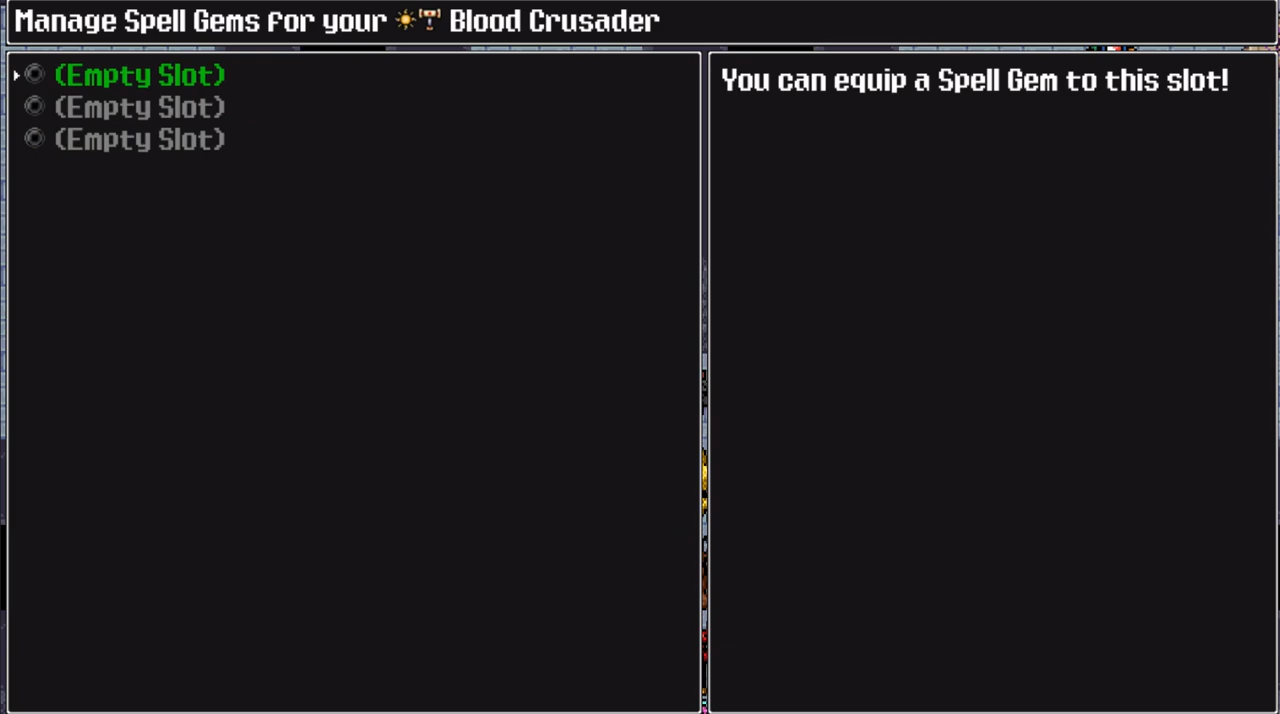 Manage Spell Gems for your Blood Crusader
(Empty Slot)
(Empty Slot)
(Empty Slot)
You can equip a Spell Gem to this slot!